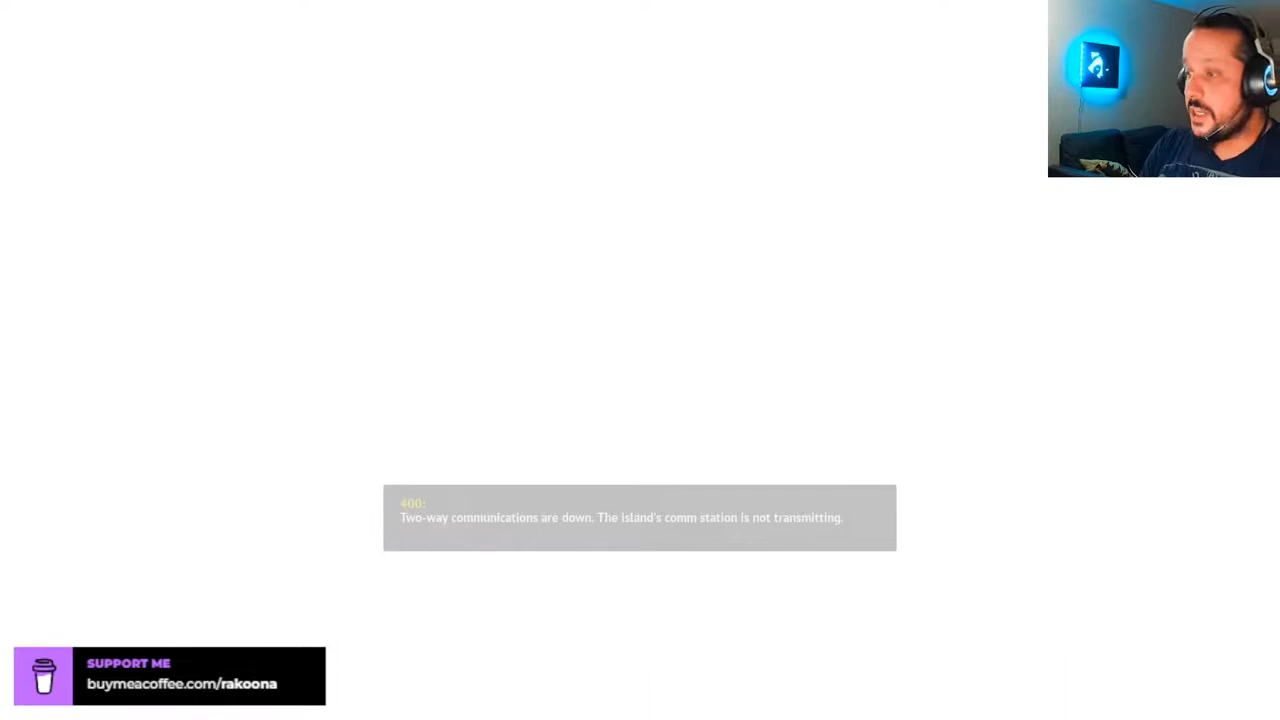 400:
Two-way communications are down. The island's comm station is not transmitting.
SUPPORT ME
buymeacoffee.com/rakoona